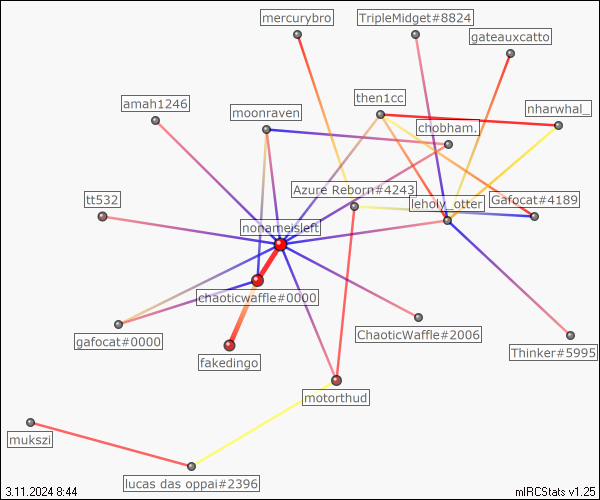 mercurybro
TripleMidget#8824
gateauxcatto
amah1246
moonraven
then1cc
nharwhal_
chobham.
tt532
Azure Reborn#4243
leholy_otter
Gafocat#4189
nonameisleft
chaoticwaffle#0000
gafocat#0000
ChaoticWaffle#2006
Thinker#5995
fakedingo
motorthud
mukszi
lucas das oppai#2396
3.11.2024 8:44
mIRCStats v1.25